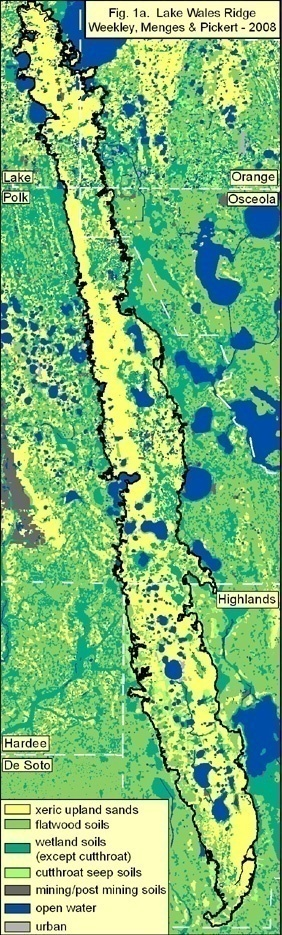 Fig. 1a. Lake Wales Ridge
Weekley, Menges & Pickert - 2008
Lake
Orange
Polk
Osceola
Highlands
Hardee
De Soto
xeric upland sands
flatwood soils
wetland soils
(except cutthroat)
cutthroat seep soils
mining/post mining soils
open water
urban